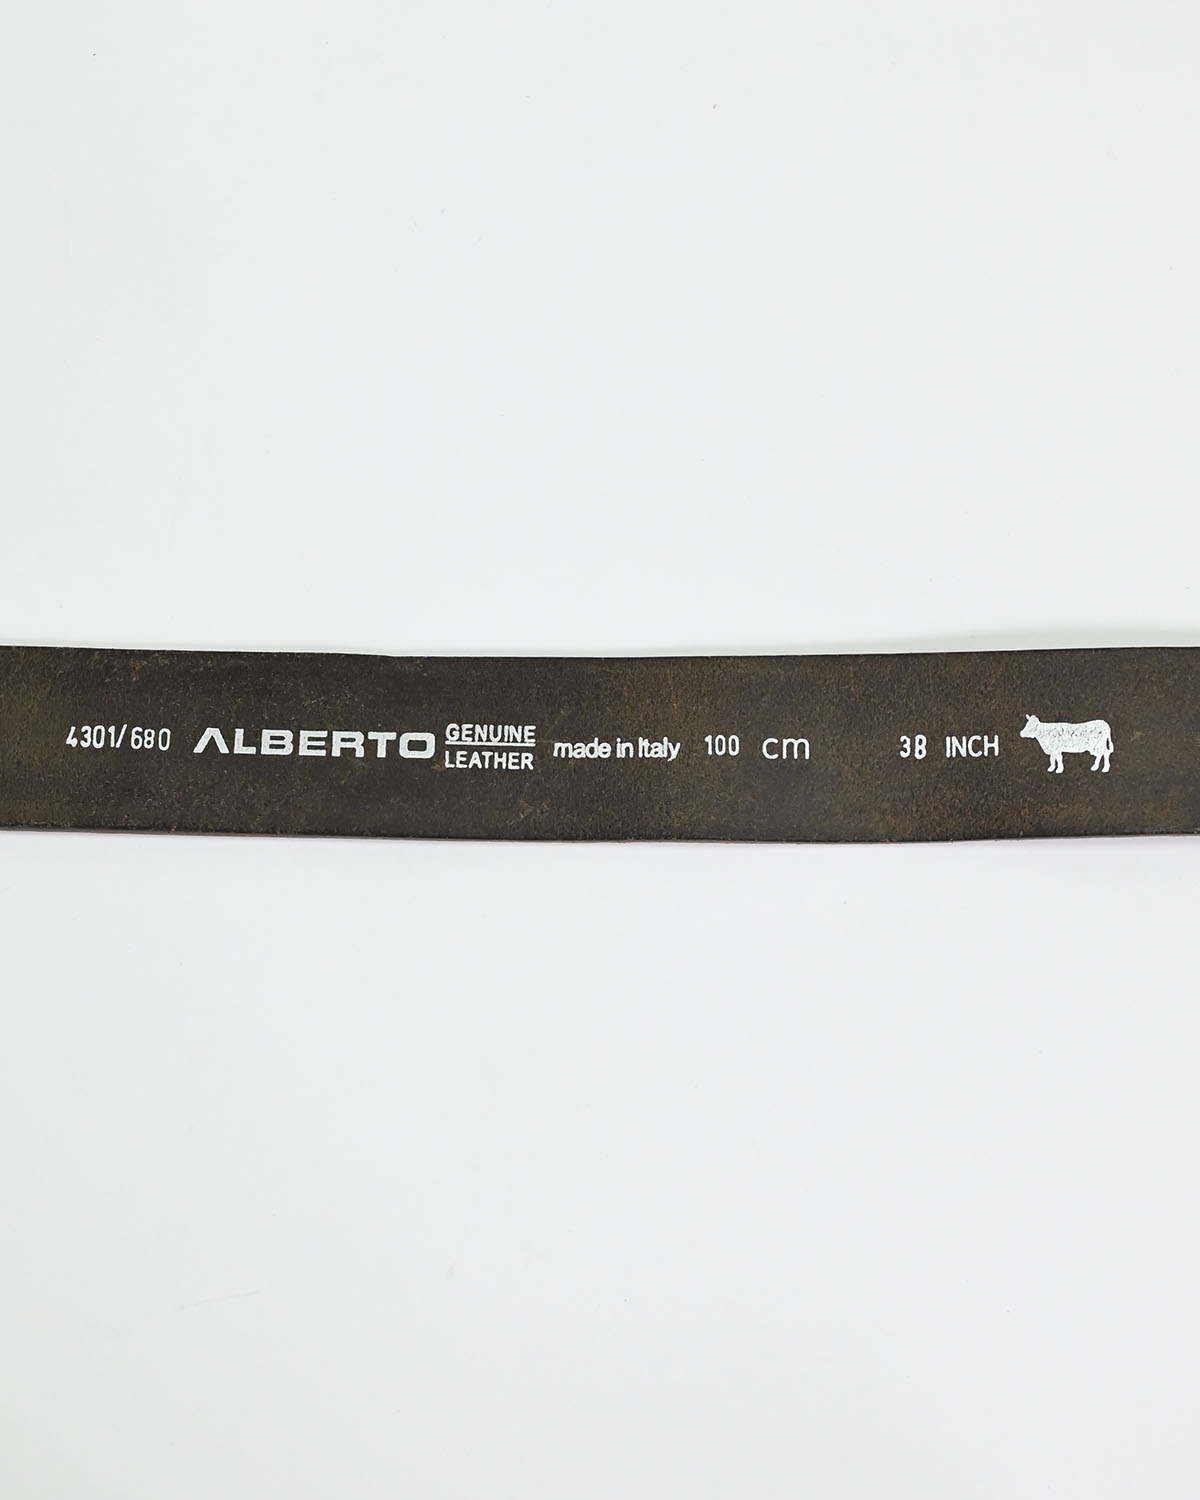 4301/680 ALBERTO GENUINE
LEATHER made in Italy 100 cm 38 INCH